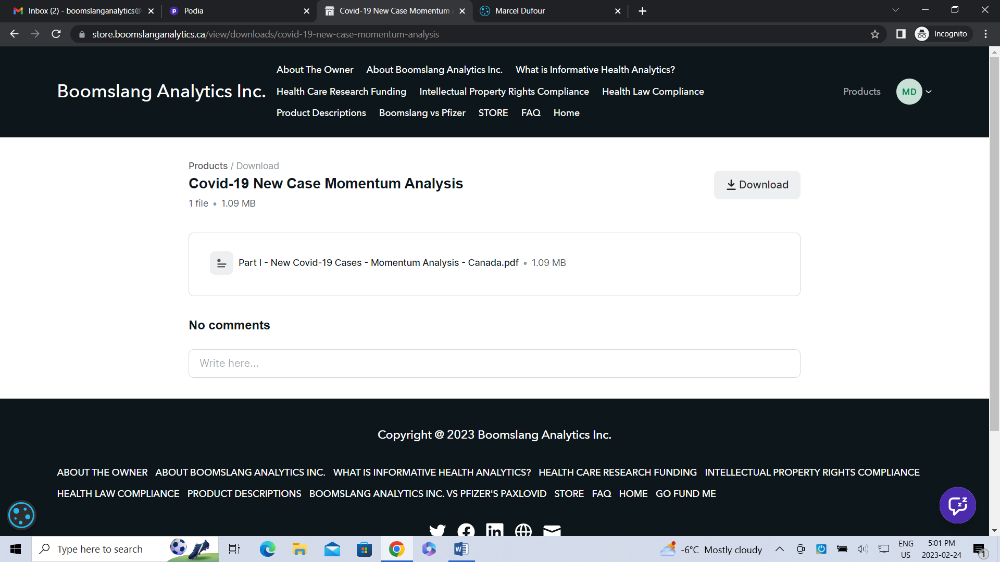 Inbox (2) - boomslanganalytics@
Podia
Covid-19 New Case Momentum
Marcel Dufour
store.boomslanganalytics.ca/view/downloads/covid-19-new-case-momentum-analysis
Incognito
About The Owner About Boomslang Analytics Inc. What is Informative Health Analytics?
Boomslang Analytics Inc.
Health Care Research Funding Intellectual Property Rights Compliance Health Law Compliance
Products
MD
Product Descriptions Boomslang vs Pfizer STORE FAQ Home
Products / Download
Covid-19 New Case Momentum Analysis
Download
1 file • 1.09 MB
Part I - New Covid-19 Cases - Momentum Analysis - Canada.pdf • 1.09 MB
No comments
Write here...
Copyright @ 2023 Boomslang Analytics Inc.
ABOUT THE OWNER ABOUT BOOMSLANG ANALYTICS INC. WHAT IS INFORMATIVE HEALTH ANALYTICS? HEALTH CARE RESEARCH FUNDING INTELLECTUAL PROPERTY RIGHTS COMPLIANCE
HEALTH LAW COMPLIANCE PRODUCT DESCRIPTIONS BOOMSLANG ANALYTICS INC. VS PFIZER'S PAXLOVID STORE FAQ HOME GO FUND ME
Type here to search
-6°C Mostly cloudy
ENG
US
5:01 PM
2023-02-24
1